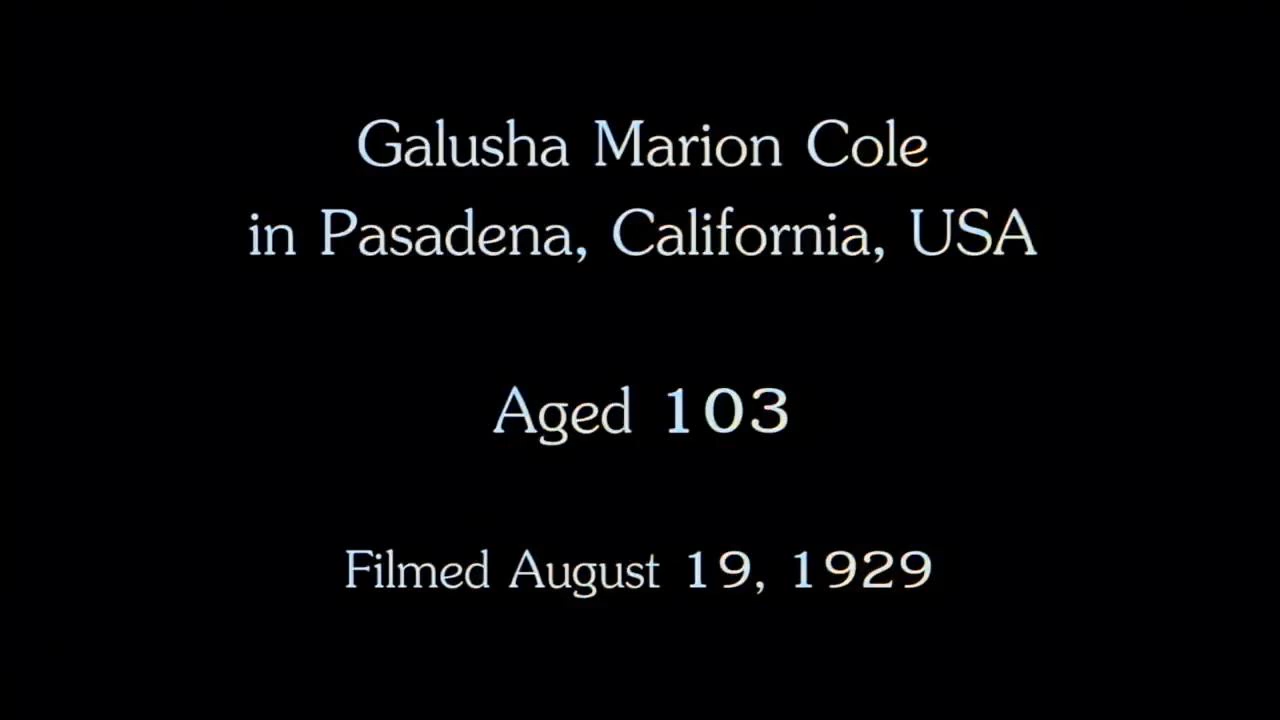 Galusha Marion Cole
in Pasadena, California, USA
Aged 103
Filmed August 19, 1929